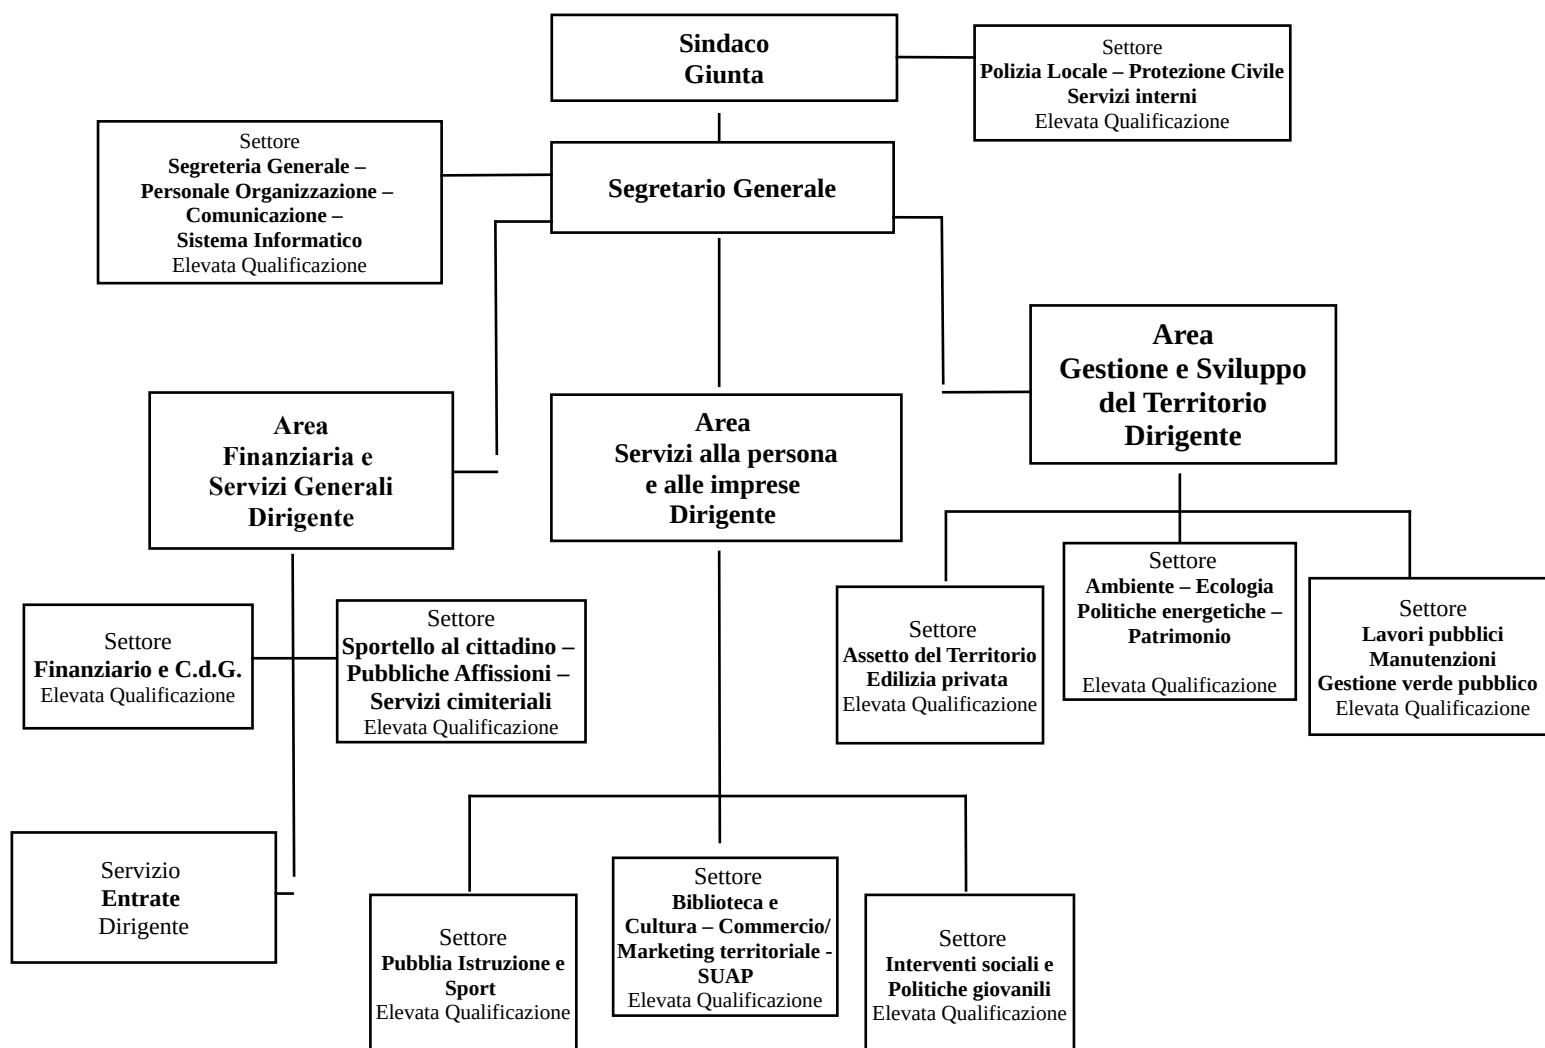 Sindaco
Giunta
Settore
Polizia Locale – Protezione Civile
Servizi interni
Elevata Qualificazione
Settore
Segreteria Generale –
Personale Organizzazione –
Comunicazione –
Sistema Informatico
Elevata Qualificazione
Segretario Generale
Area
Gestione e Sviluppo
del Territorio
Dirigente
Area
Finanziaria e
Servizi Generali
Dirigente
Area
Servizi alla persona
e alle imprese
Dirigente
Settore
Finanziario e C.d.G.
Elevata Qualificazione
Settore
Sportello al cittadino –
Pubbliche Affissioni –
Servizi cimiteriali
Elevata Qualificazione
Settore
Assetto del Territorio
Edilizia privata
Elevata Qualificazione
Settore
Ambiente – Ecologia
Politiche energetiche –
Patrimonio
Elevata Qualificazione
Settore
Lavori pubblici
Manutenzioni
Gestione verde pubblico
Elevata Qualificazione
Servizio
Entrate
Dirigente
Settore
Pubblia Istruzione e
Sport
Elevata Qualificazione
Settore
Biblioteca e
Cultura – Commercio/
Marketing territoriale -
SUAP
Elevata Qualificazione
Settore
Interventi sociali e
Politiche giovanili
Elevata Qualificazione